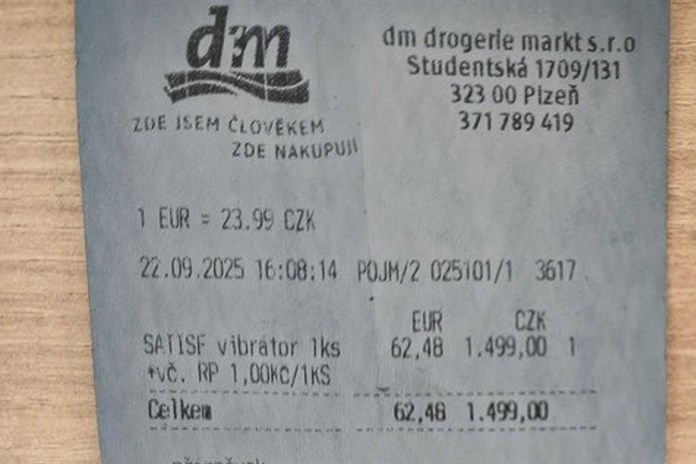 dm
dm drogerie markt s.r.o
Studentská 1709/131
323 00 Plzeň
371 789 419
ZDE JSEM ČLOVĚKEM
ZDE NAKUPUJI
1 EUR = 23.99 CZK
22.09.2025 16:08:14 POJM/2 025101/1 3617
EUR CZK
SATISF vibrátor 1ks 62,48 1.499,00 1
*vč. RP 1,00KC/1KS
Celkem 62,48 1.499,00